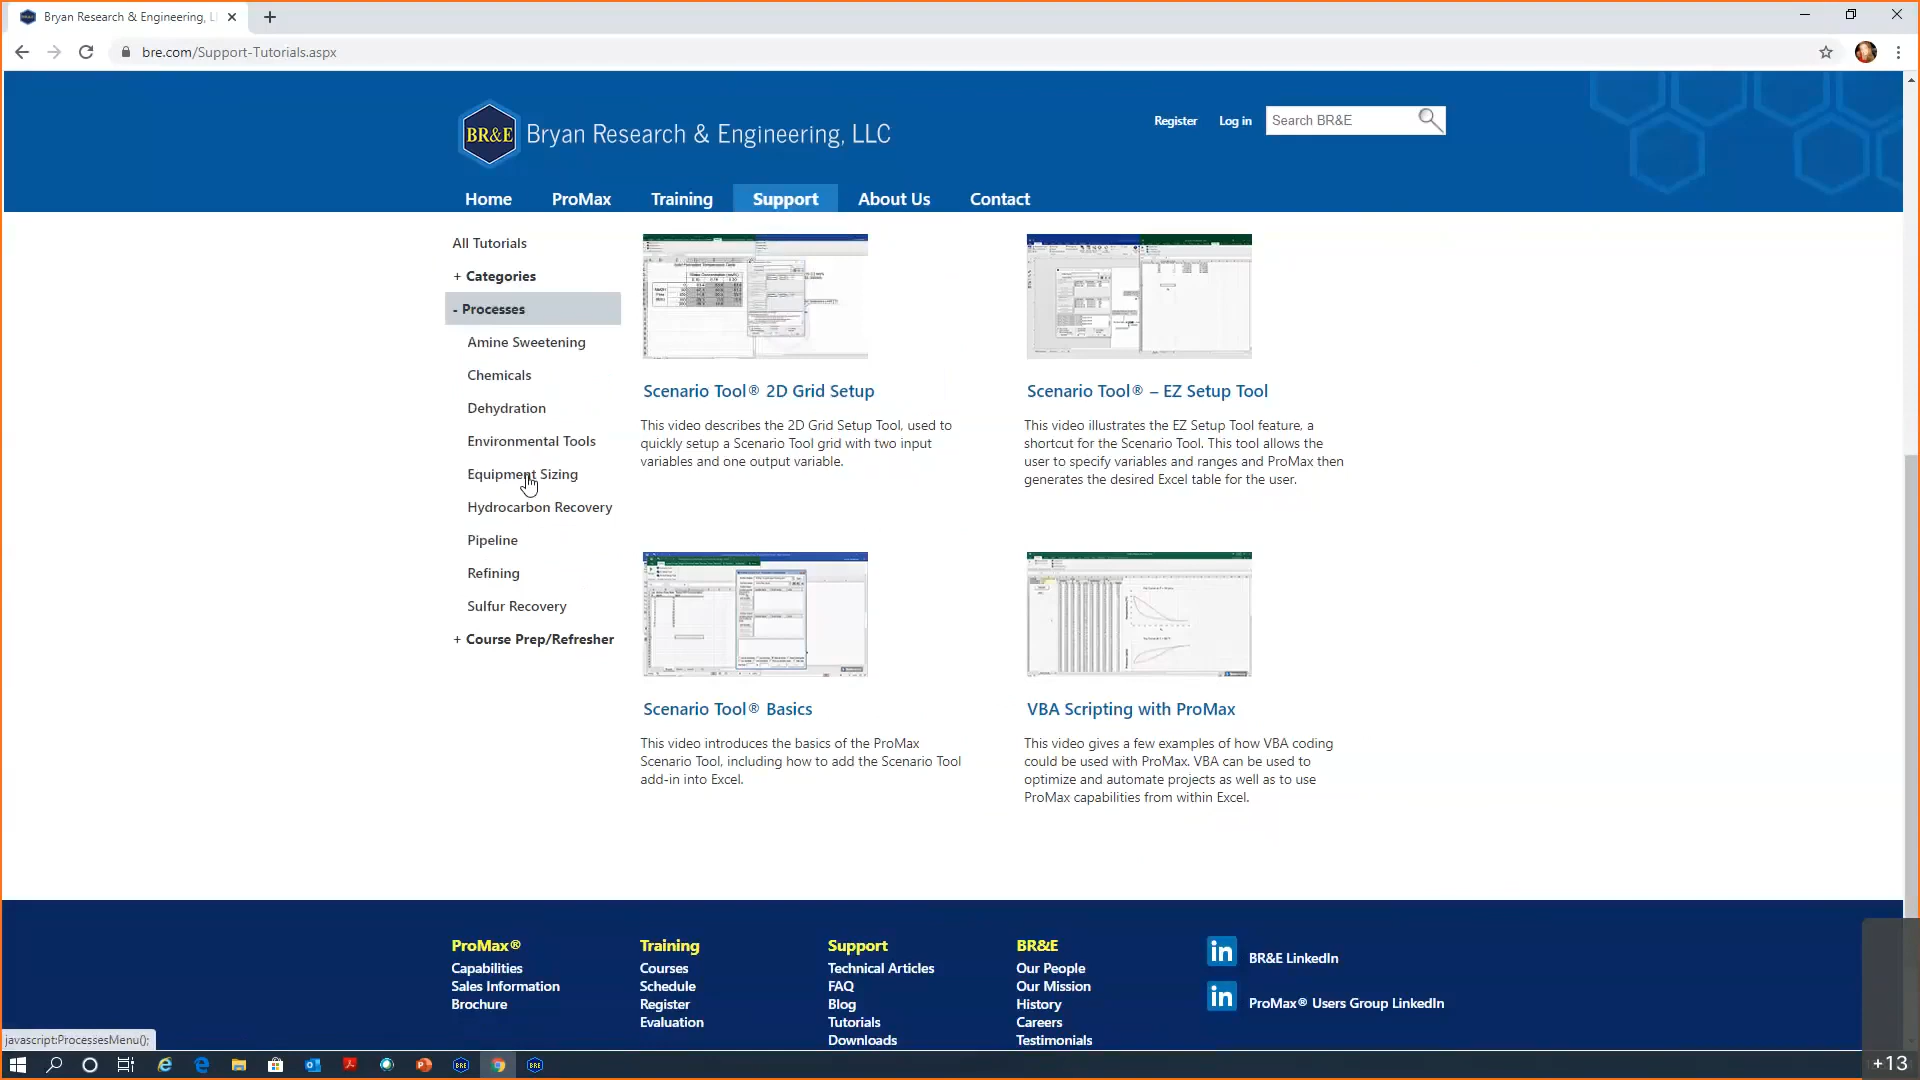 Bryan Research & Engineering, L
bre.com/Support-Tutorials.aspx
BR&E
Bryan Research & Engineering, LLC
Register
Log in
Search BR&E
Home
ProMax
Training
Support
About Us
Contact
All Tutorials
+ Categories
- Processes
Amine Sweetening
Chemicals
Dehydration
Environmental Tools
Equipment Sizing
Hydrocarbon Recovery
Pipeline
Refining
Sulfur Recovery
+ Course Prep/Refresher
Scenario Tool® 2D Grid Setup
This video describes the 2D Grid Setup Tool, used to
quickly setup a Scenario Tool grid with two input
variables and one output variable.
Scenario Tool® – EZ Setup Tool
This video illustrates the EZ Setup Tool feature, a
shortcut for the Scenario Tool. This tool allows the
user to specify variables and ranges and ProMax then
generates the desired Excel table for the user.
Scenario Tool® Basics
This video introduces the basics of the ProMax
Scenario Tool, including how to add the Scenario Tool
add-in into Excel.
VBA Scripting with ProMax
This video gives a few examples of how VBA coding
could be used with ProMax. VBA can be used to
optimize and automate projects as well as to use
ProMax capabilities from within Excel.
ProMax®
Capabilities
Sales Information
Brochure
Training
Courses
Schedule
Register
Evaluation
Support
Technical Articles
FAQ
Blog
Tutorials
Downloads
BR&E
Our People
Our Mission
History
Careers
Testimonials
in
BR&E LinkedIn
in
ProMax® Users Group LinkedIn
javascript:ProcessesMenu();
+13